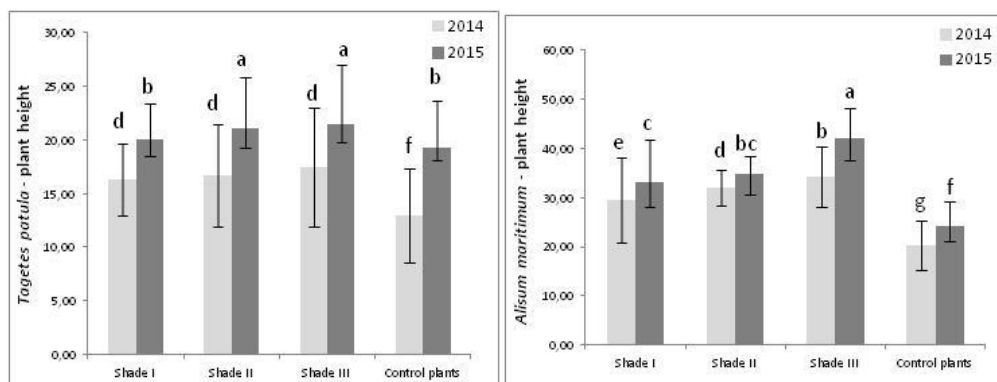 Tagetes patula - plant height
30,00
25,00
20,00
15,00
10,00
5,00
0,00
2014
2015
d
b
d
a
d
a
f
b
Shade I
Shade II
Shade III
Control plants
Alisum maritimum - plant height
60,00
50,00
40,00
30,00
20,00
10,00
0,00
2014
2015
e
c
d
bc
b
a
g
f
Shade I
Shade II
Shade III
Control plants